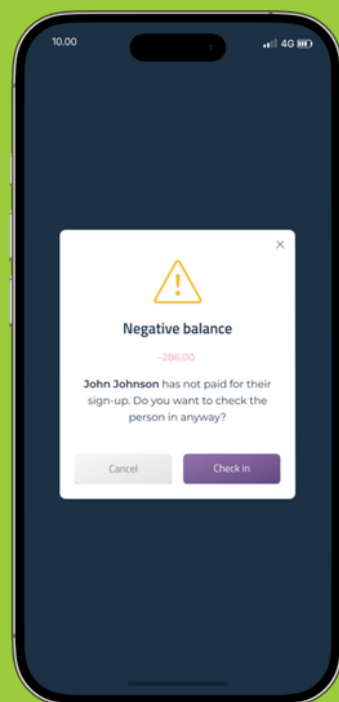 10.00
4G
Negative balance
-286,00
John Johnson has not paid for their
sign-up. Do you want to check the
person in anyway?
Cancel
Check in